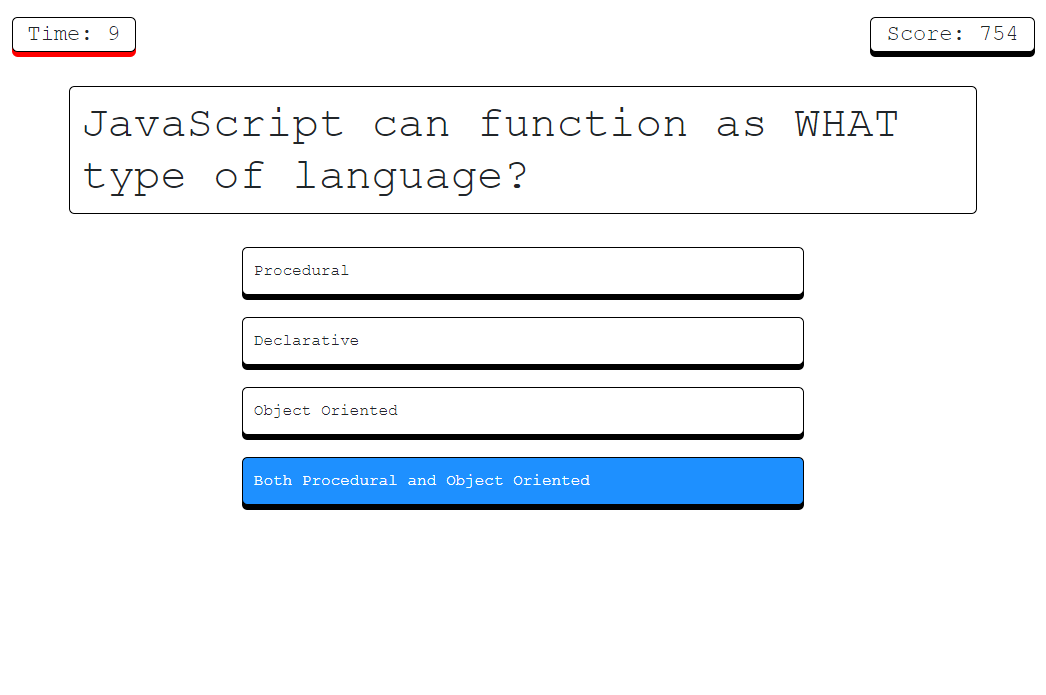 Time: 9
Score: 754
JavaScript can function as WHAT
type of language?
Procedural
Declarative
Object Oriented
Both Procedural and Object Oriented